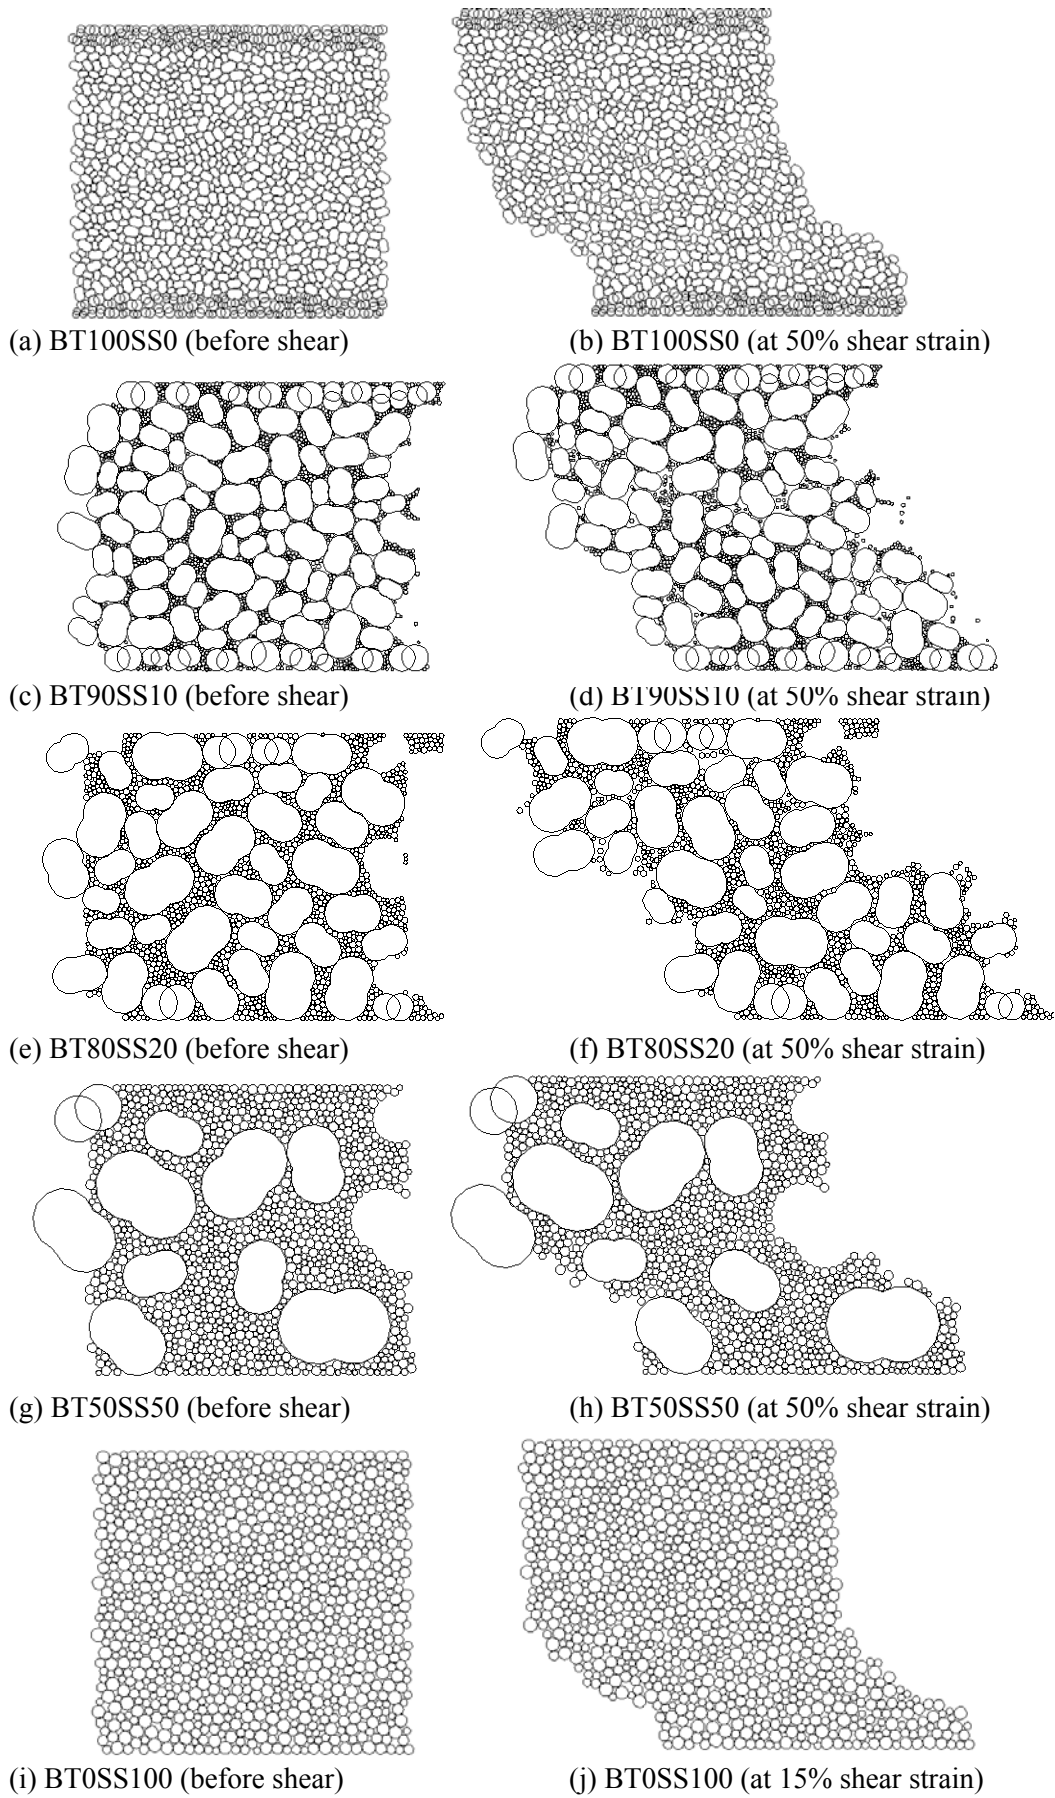 (a) BT100SS0 (before shear)
(b) BT100SS0 (at 50% shear strain)
(c) BT90SS10 (before shear)
(d) BT90SS10 (at 50% shear strain)
(e) BT80SS20 (before shear)
(f) BT80SS20 (at 50% shear strain)
(g) BT50SS50 (before shear)
(h) BT50SS50 (at 50% shear strain)
(i) BT0SS100 (before shear)
(j) BT0SS100 (at 15% shear strain)